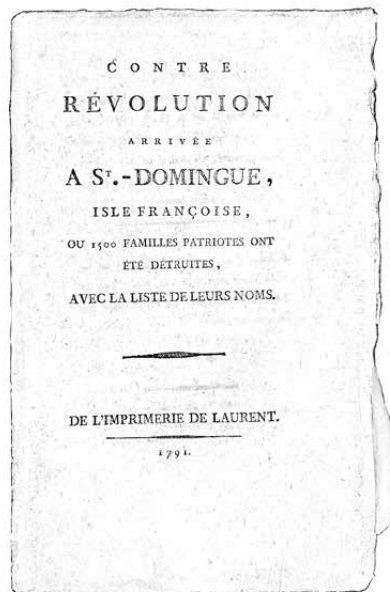 CONTRE
RÉVOLUTION
ARRIVÉE
A Sᵀ.-DOMINGUE,
ISLE FRANÇOISE,
OU 1500 FAMILLES PATRIOTES ONT
ÉTÉ DÉTRUITES,
AVEC LA LISTE DE LEURS NOMS.
DE L'IMPRIMERIE DE LAURENT.
1791.